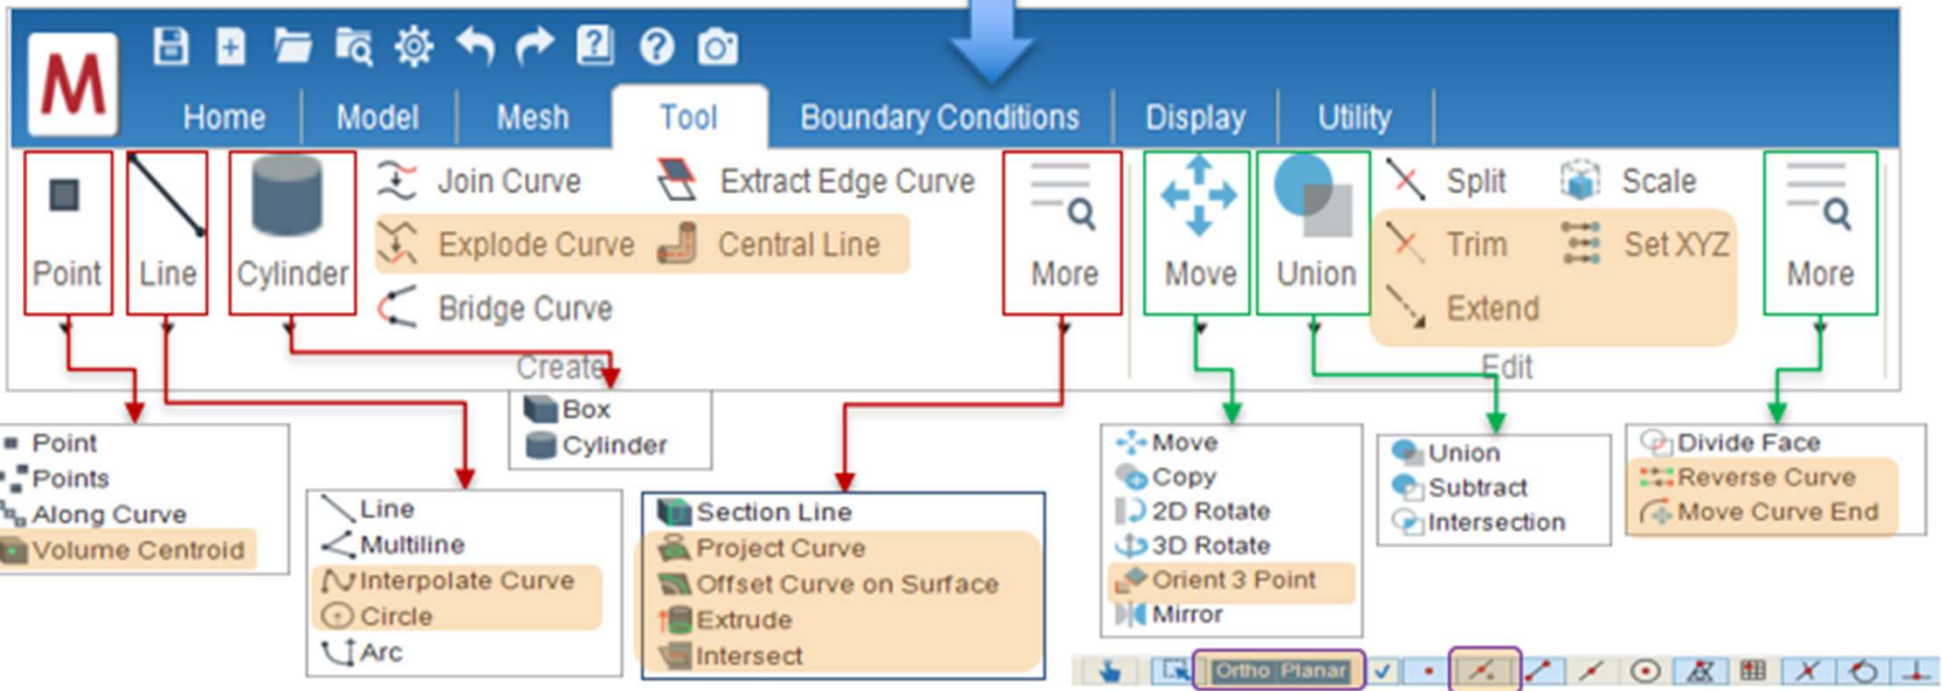 M
Home Model Mesh Tool Boundary Conditions Display Utility
Point
Line
Cylinder
Join Curve
Explode Curve
Bridge Curve
Extract Edge Curve
Central Line
More
Create
Move
Union
Split
Trim
Extend
Scale
Set XYZ
More
Edit
Point
Points
Along Curve
Volume Centroid
Line
Multiline
Interpolate Curve
Circle
Arc
Box
Cylinder
Section Line
Project Curve
Offset Curve on Surface
Extrude
Intersect
Move
Copy
2D Rotate
3D Rotate
Orient 3 Point
Mirror
Union
Subtract
Intersection
Divide Face
Reverse Curve
Move Curve End
Ortho Planar